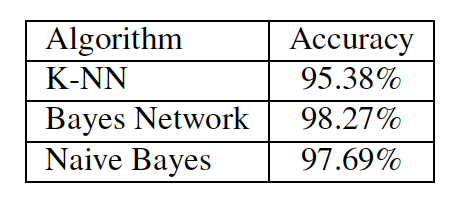 Algorithm Accuracy
K-NN 95.38%
Bayes Network 98.27%
Naive Bayes 97.69%